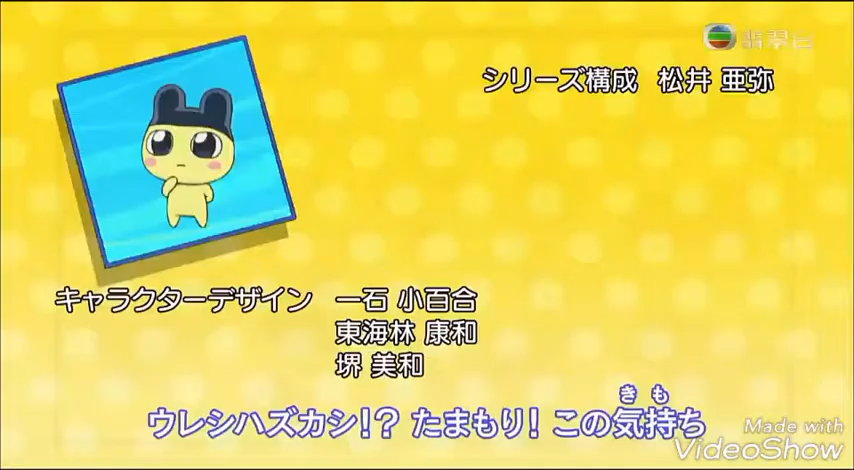 翡翠台
シリーズ構成 松井 亜弥
キャラクターデザイン 一石 小百合
東海林 康和
堺 美和
きも
ウレシハズカシ!? たまもり! この気持ち
Made with
VideoShow